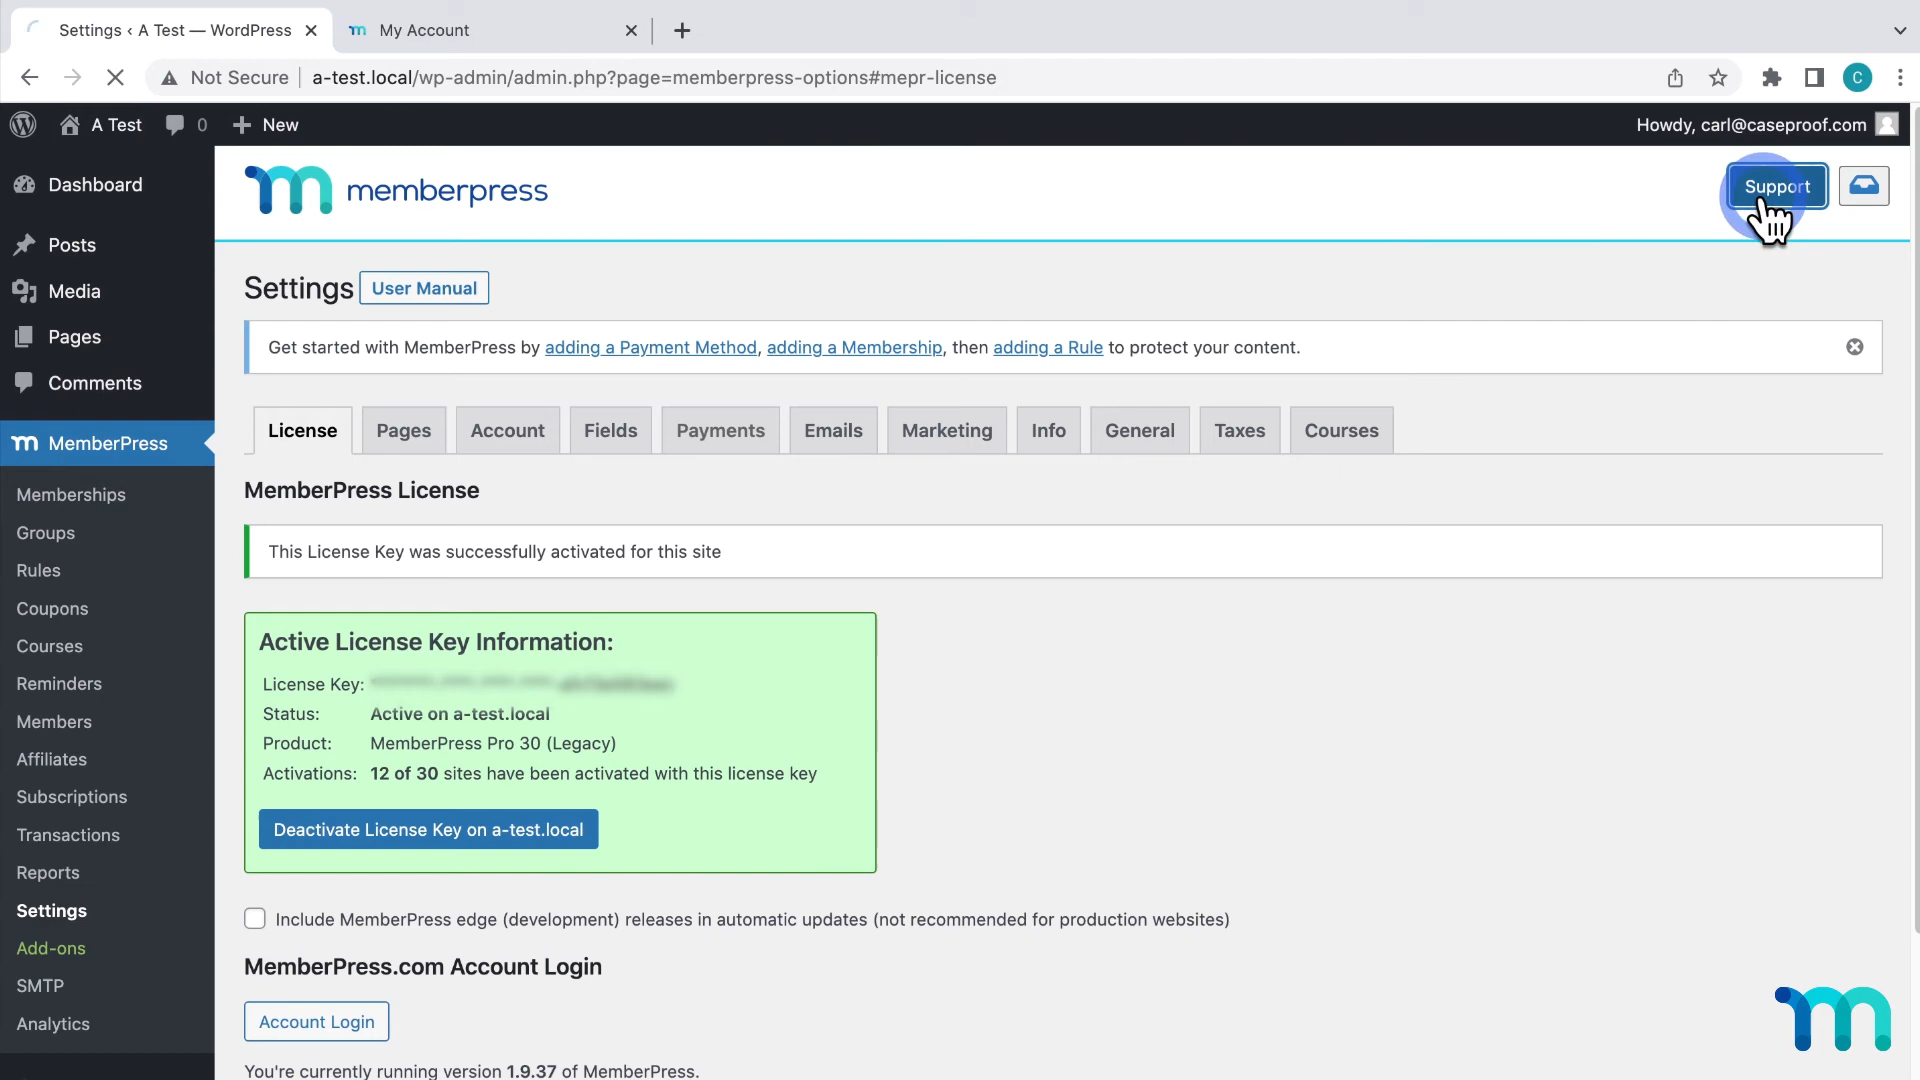 Settings ‹ A Test — WordPress
My Account
Not Secure
a-test.local/wp-admin/admin.php?page=memberpress-options#mepr-license
C
A Test
0
New
Howdy, carl@caseproof.com
Dashboard
Posts
Media
Pages
Comments
MemberPress
Memberships
Groups
Rules
Coupons
Courses
Reminders
Members
Affiliates
Subscriptions
Transactions
Reports
Settings
Add-ons
SMTP
Analytics
memberpress
Support
Settings
User Manual
Get started with MemberPress by adding a Payment Method, adding a Membership, then adding a Rule to protect your content.
License
Pages
Account
Fields
Payments
Emails
Marketing
Info
General
Taxes
Courses
MemberPress License
This License Key was successfully activated for this site
Active License Key Information:
License Key:
Status: Active on a-test.local
Product: MemberPress Pro 30 (Legacy)
Activations: 12 of 30 sites have been activated with this license key
Deactivate License Key on a-test.local
Include MemberPress edge (development) releases in automatic updates (not recommended for production websites)
MemberPress.com Account Login
Account Login
You're currently running version 1.9.37 of MemberPress.